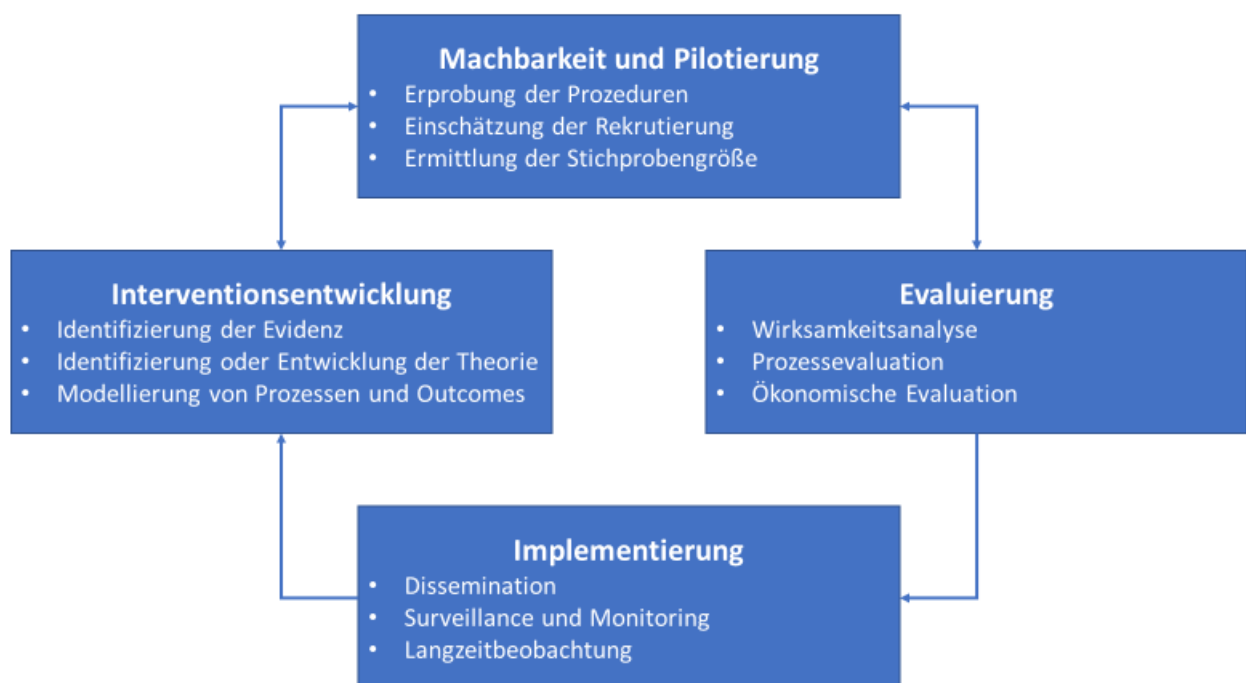 Machbarkeit und Pilotierung
• Erprobung der Prozeduren
• Einschätzung der Rekrutierung
• Ermittlung der Stichprobengröße
Interventionsentwicklung
• Identifizierung der Evidenz
• Identifizierung oder Entwicklung der Theorie
• Modellierung von Prozessen und Outcomes
Evaluierung
• Wirksamkeitsanalyse
• Prozessevaluation
• Ökonomische Evaluation
Implementierung
• Dissemination
• Surveillance und Monitoring
• Langzeitbeobachtung